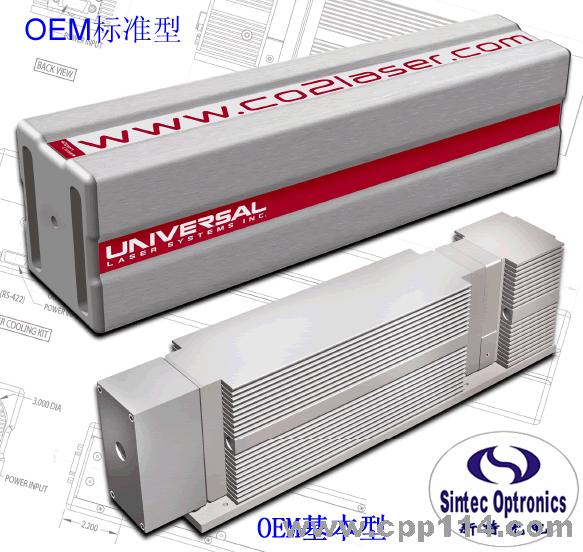 OEM标准型
POWER INPUT
BACK VIEW
www.co2laser.com
UNIVERSAL
LASER SYSTEMS INC.
(RS-422)
POWER
R COOLING KIT
3.000 DIA
POWER INPUT
2.200
Sintec Optronics
OEM基本型
www.cpp114.com